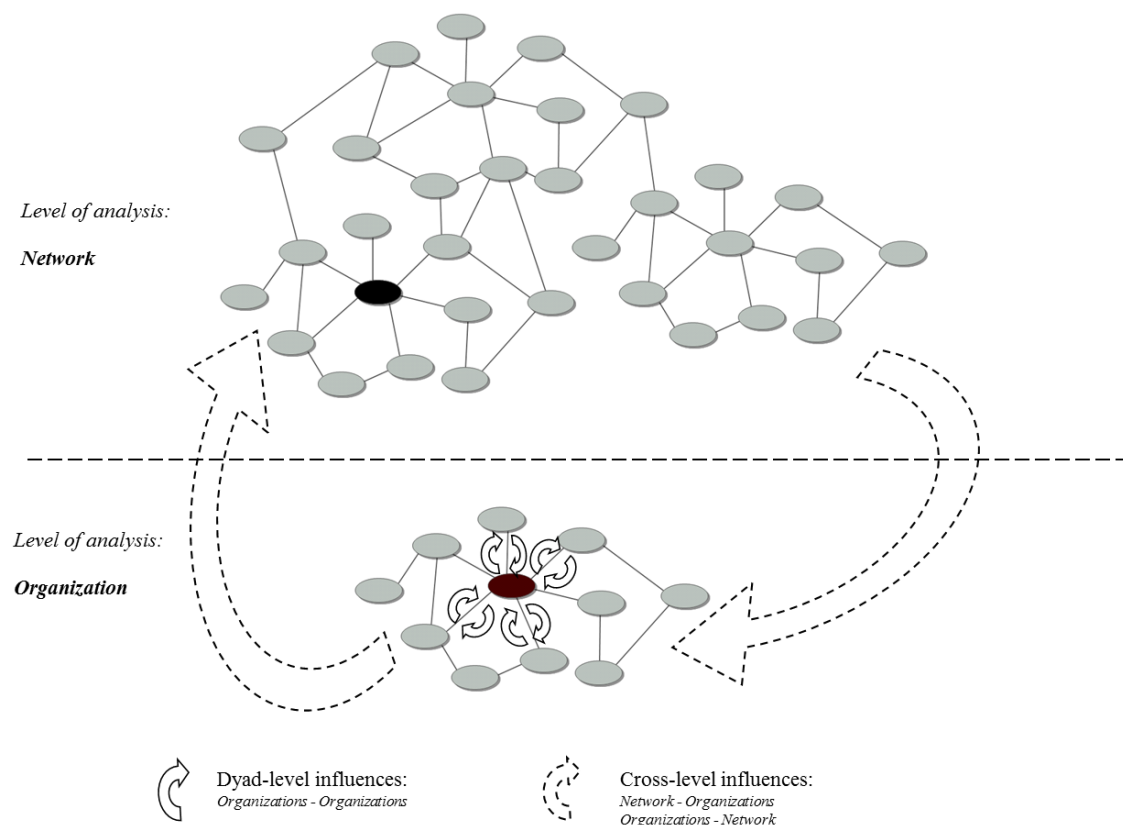 Level of analysis:
Network
Level of analysis:
Organization
Dyad-level influences:
Organizations - Organizations
Cross-level influences:
Network - Organizations
Organizations - Network